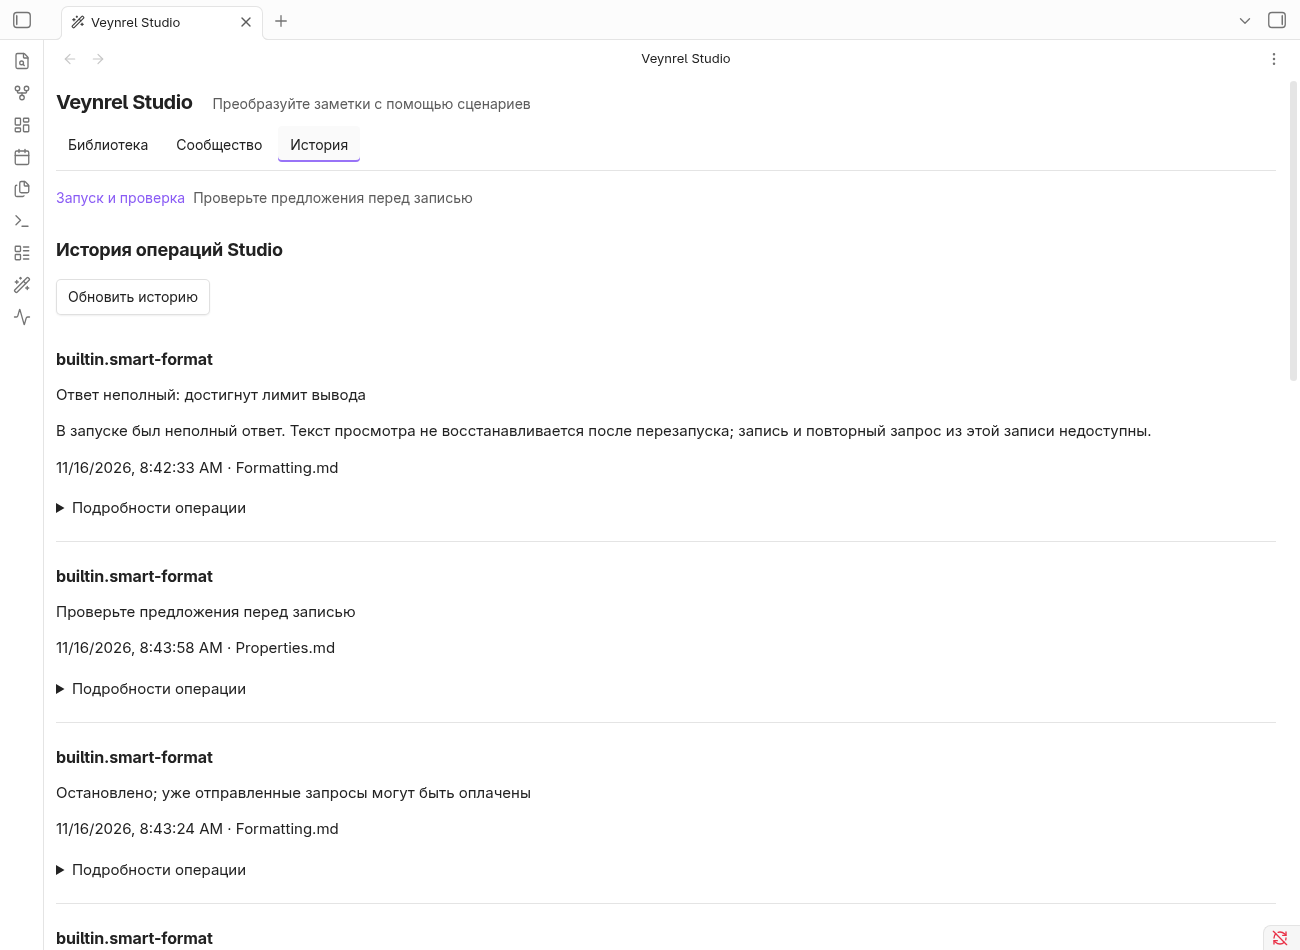 Veynrel Studio
Veynrel Studio
Veynrel Studio Преобразуйте заметки с помощью сценариев
Библиотека Сообщество История
Запуск и проверка Проверьте предложения перед записью
История операций Studio
Обновить историю
builtin.smart-format
Ответ неполный: достигнут лимит вывода
В запуске был неполный ответ. Текст просмотра не восстанавливается после перезапуска; запись и повторный запрос из этой записи недоступны.
11/16/2026, 8:42:33 AM · Formatting.md
Подробности операции
builtin.smart-format
Проверьте предложения перед записью
11/16/2026, 8:43:58 AM · Properties.md
Подробности операции
builtin.smart-format
Остановлено; уже отправленные запросы могут быть оплачены
11/16/2026, 8:43:24 AM · Formatting.md
Подробности операции
builtin.smart-format